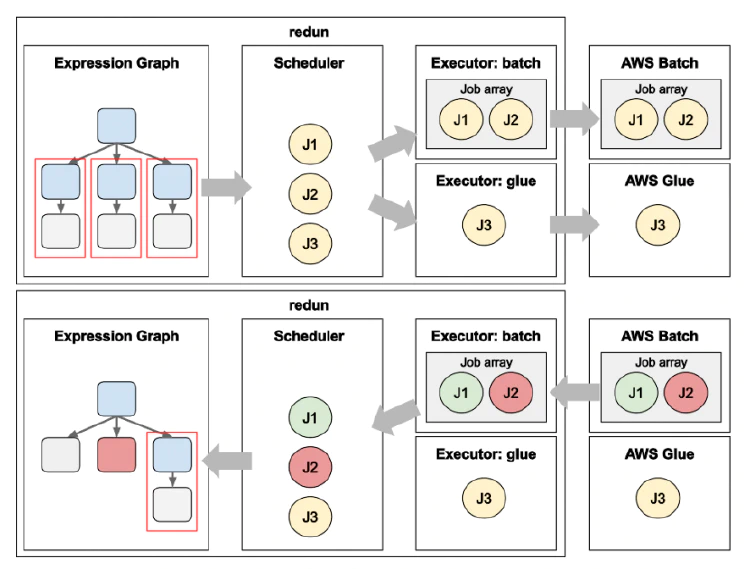 redun
Expression Graph
Scheduler
Executor: batch
AWS Batch
Job array
Job array
J1
J2
J1
J2
J1
J2
J3
Executor: glue
AWS Glue
J3
J3
redun
Expression Graph
Scheduler
Executor: batch
AWS Batch
Job array
Job array
J1
J2
J1
J2
J1
J2
J3
Executor: glue
AWS Glue
J3
J3